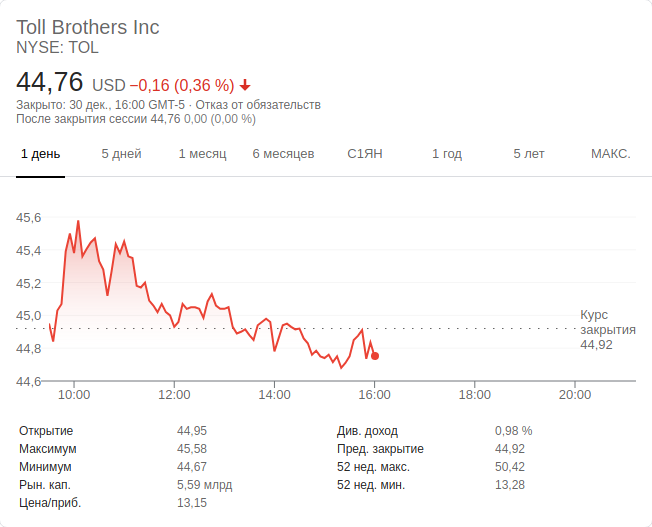 Toll Brothers Inc
NYSE: TOL
44,76 USD −0,16 (0,36 %)
Закрыто: 30 дек., 16:00 GMT-5 · Отказ от обязательств
После закрытия сессии 44,76 0,00 (0,00 %)
1 день 5 дней 1 месяц 6 месяцев С1ЯН 1 год 5 лет МАКС.
45,6
45,4
45,2
45,0
Курс
закрытия
44,92
44,8
44,6
10:00 12:00 14:00 16:00 18:00 20:00
Открытие 44,95 Див. доход 0,98 %
Максимум 45,58 Пред. закрытие 44,92
Минимум 44,67 52 нед. макс. 50,42
Рын. кап. 5,59 млрд 52 нед. мин. 13,28
Цена/приб. 13,15